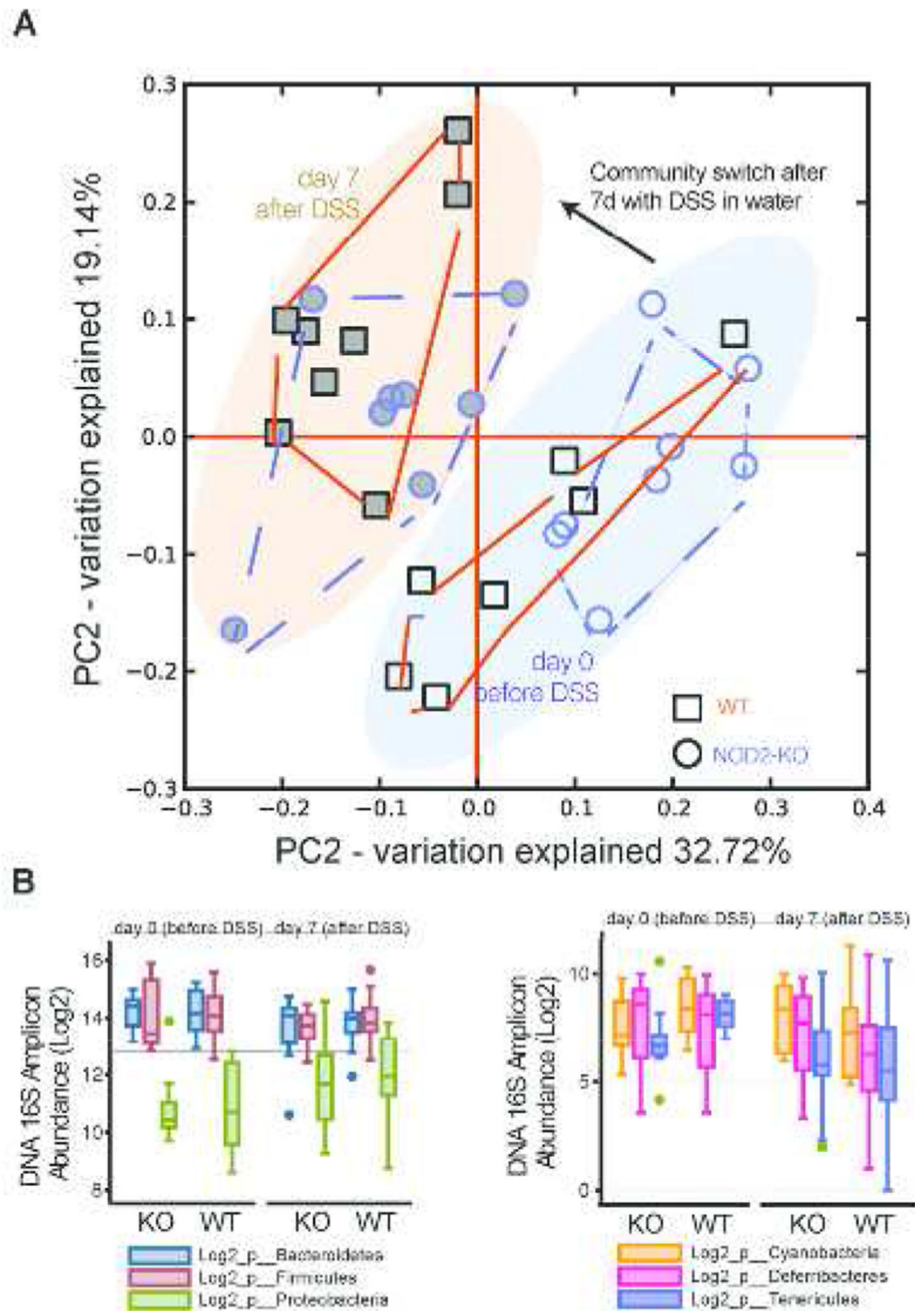 A
0.3
0.2
0.1
0.0
−0.1
−0.2
−0.3
−0.3
−0.2
−0.1
0.0
0.1
0.2
0.3
0.4
PC2 - variation explained 19.14%
PC2 - variation explained 32.72%
day 7
after DSS
Community switch after
7d with DSS in water
day 0
before DSS
WT
NOD2-KO
B
day 0 (before DSS)
day 7 (after DSS)
16
14
12
10
8
DNA 16S Amplicon
Abundance (Log2)
KO
WT
KO
WT
Log2_p__Bacteroidetes
Log2_p__Firmicules
Log2_p__Proteobacteria
day 0 (before DSS)
day 7 (after DSS)
10
5
0
DNA 16S Amplicon
Abundance (Log2)
KO
WT
KO
WT
Log2_p__Cyanobacteria
Log2_p__Deferribacteres
Log2_p__Tenericules